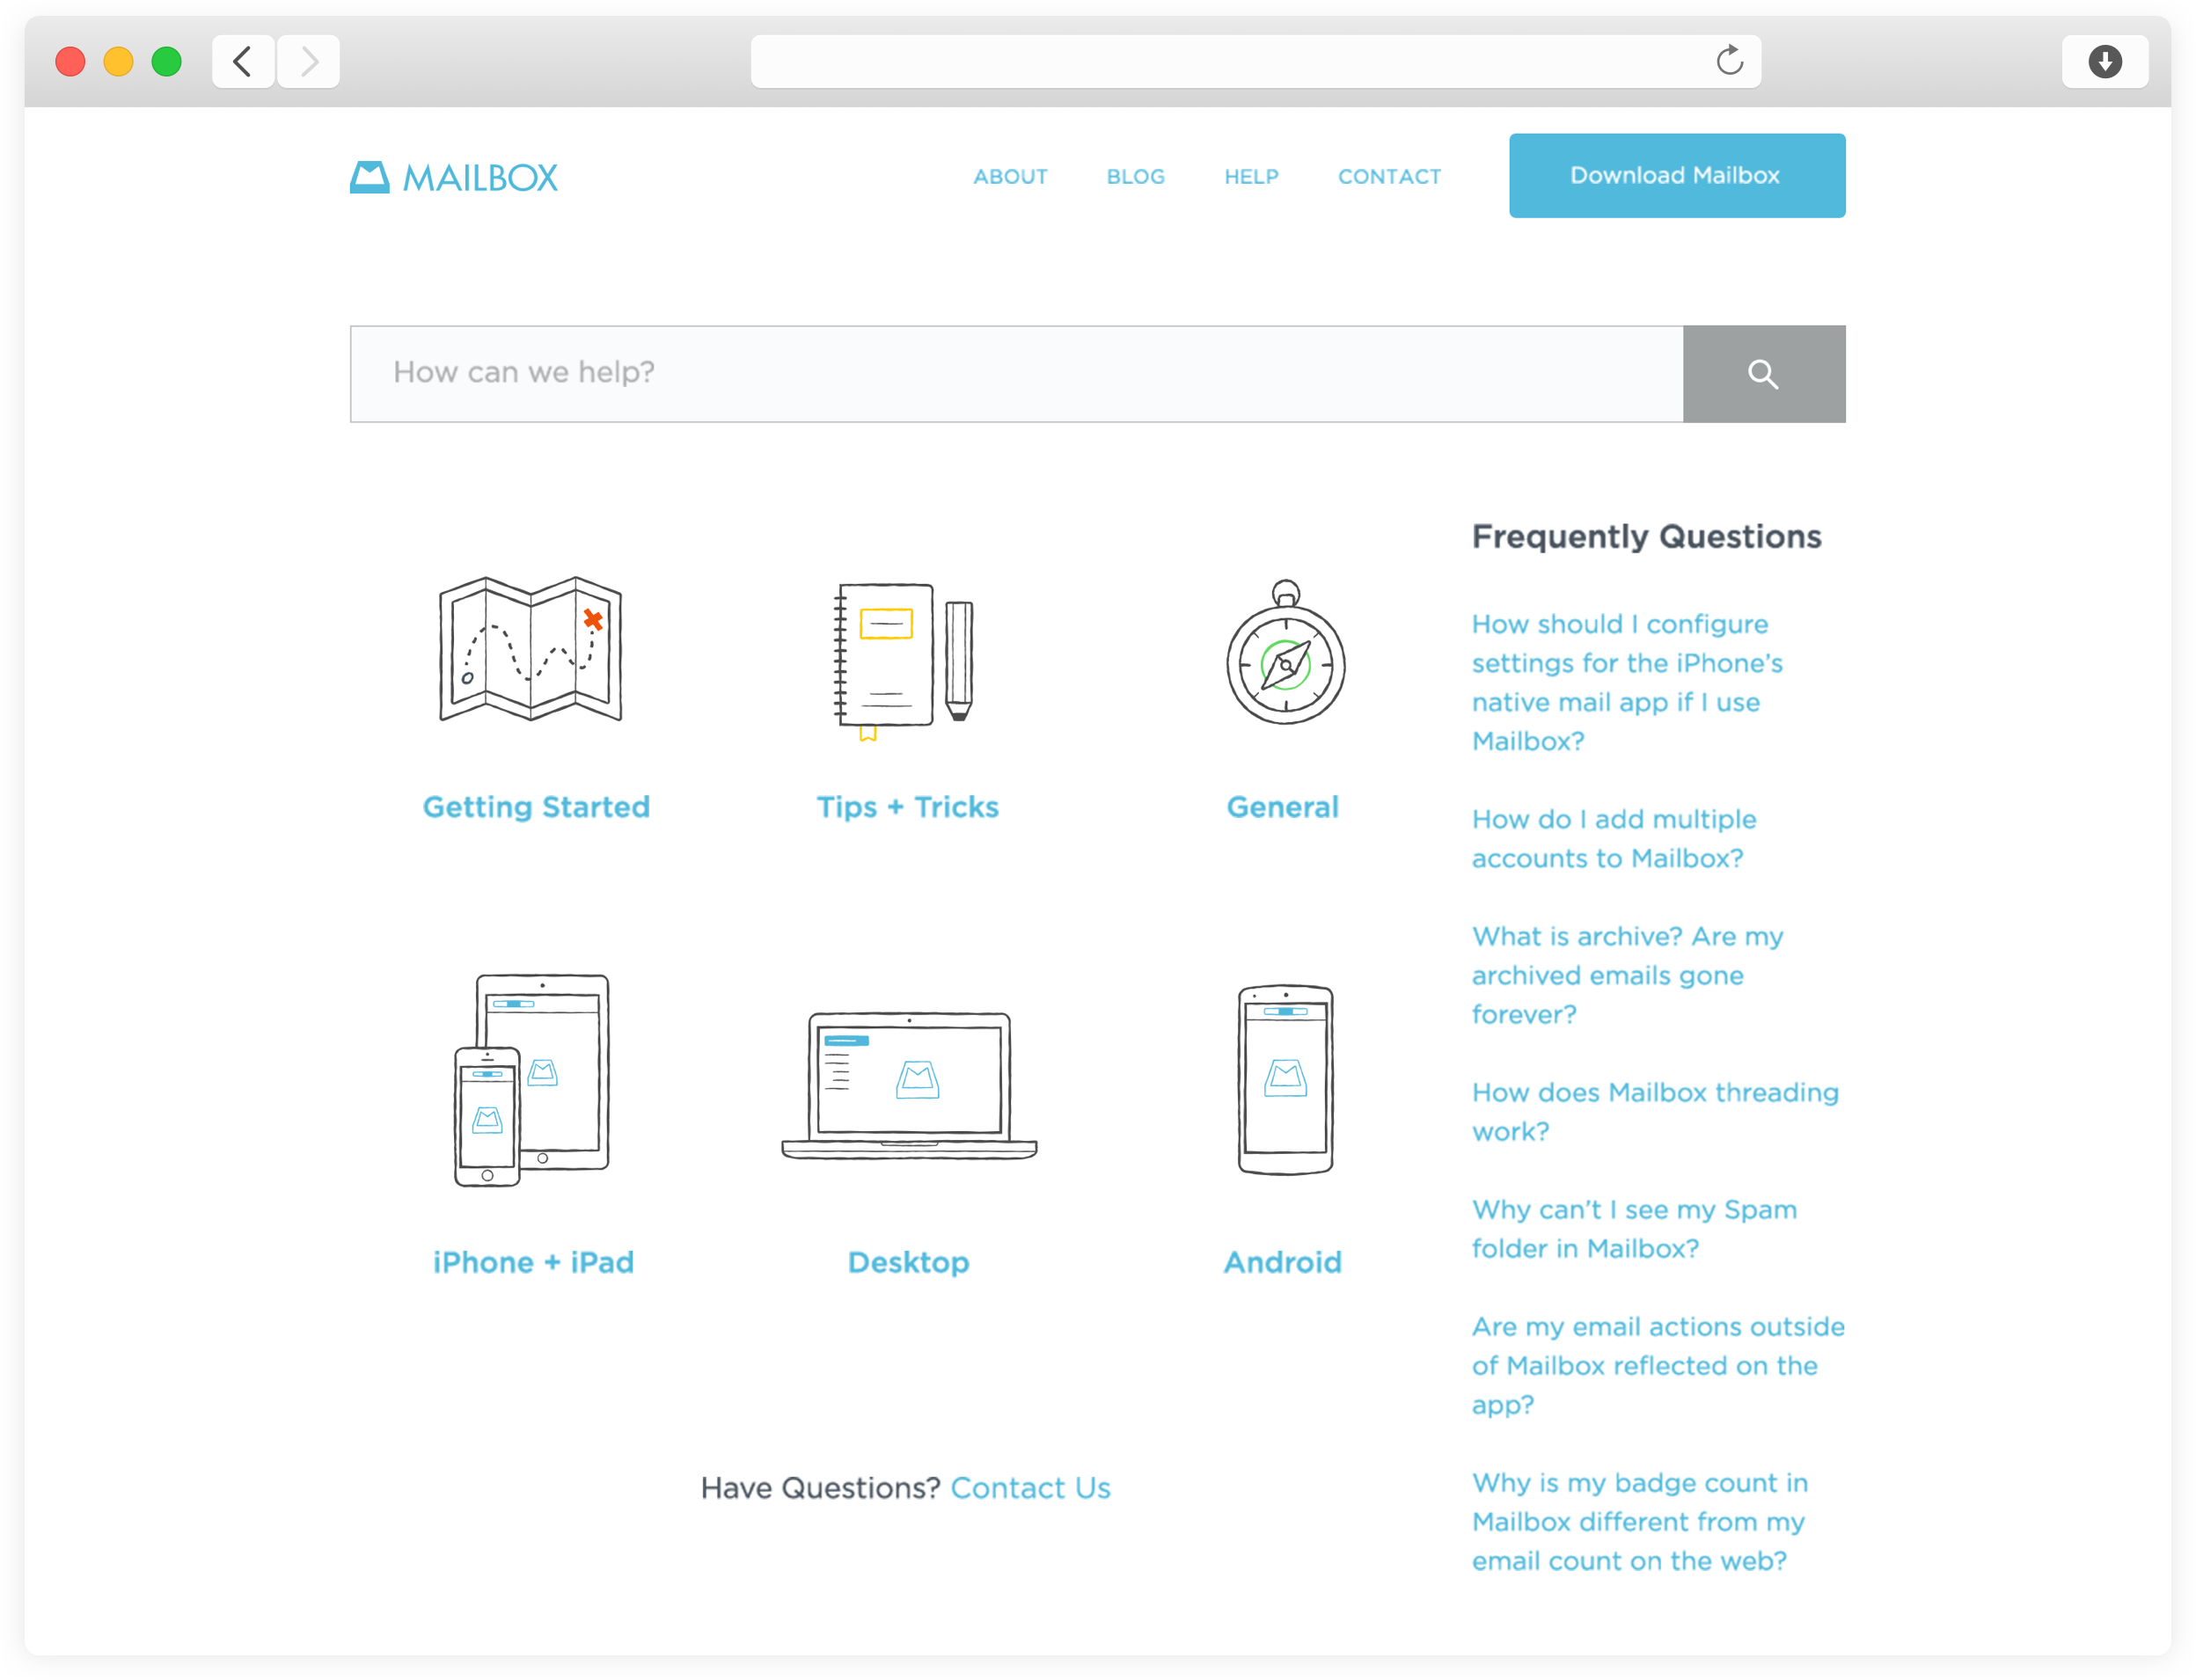 MAILBOX
ABOUT
BLOG
HELP
CONTACT
Download Mailbox
How can we help?
Getting Started
Tips + Tricks
General
iPhone + iPad
Desktop
Android
Have Questions? Contact Us
Frequently Questions
How should I configure
settings for the iPhone’s
native mail app if I use
Mailbox?
How do I add multiple
accounts to Mailbox?
What is archive? Are my
archived emails gone
forever?
How does Mailbox threading
work?
Why can’t I see my Spam
folder in Mailbox?
Are my email actions outside
of Mailbox reflected on the
app?
Why is my badge count in
Mailbox different from my
email count on the web?